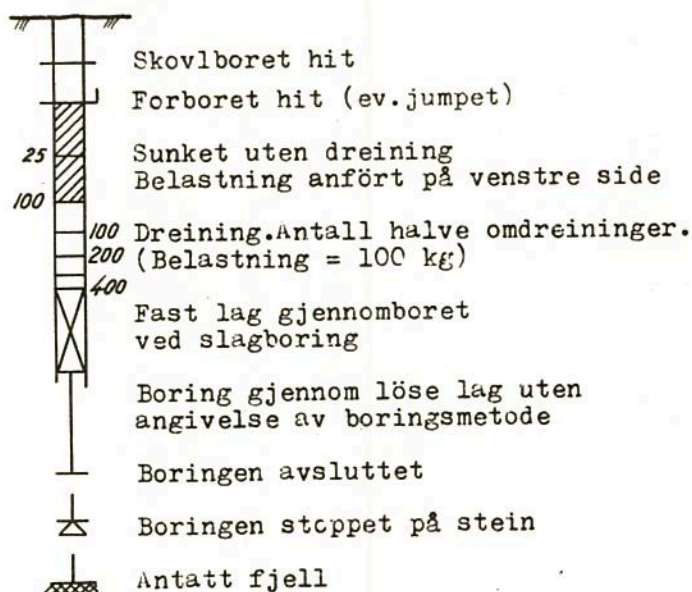 Skovlboret hit
Forboret hit (ev.jumpet)
25 Sunket uten dreining
Belastning anfört på venstre side
100
100 Dreining.Antall halve omdreininger.
200 (Belastning = 100 kg)
400
Fast lag gjennomboret
ved slagboring
Boring gjennom löse lag uten
angivelse av boringsmetode
Boringen avsluttet
Boringen stoppet på stein
Antatt fjell